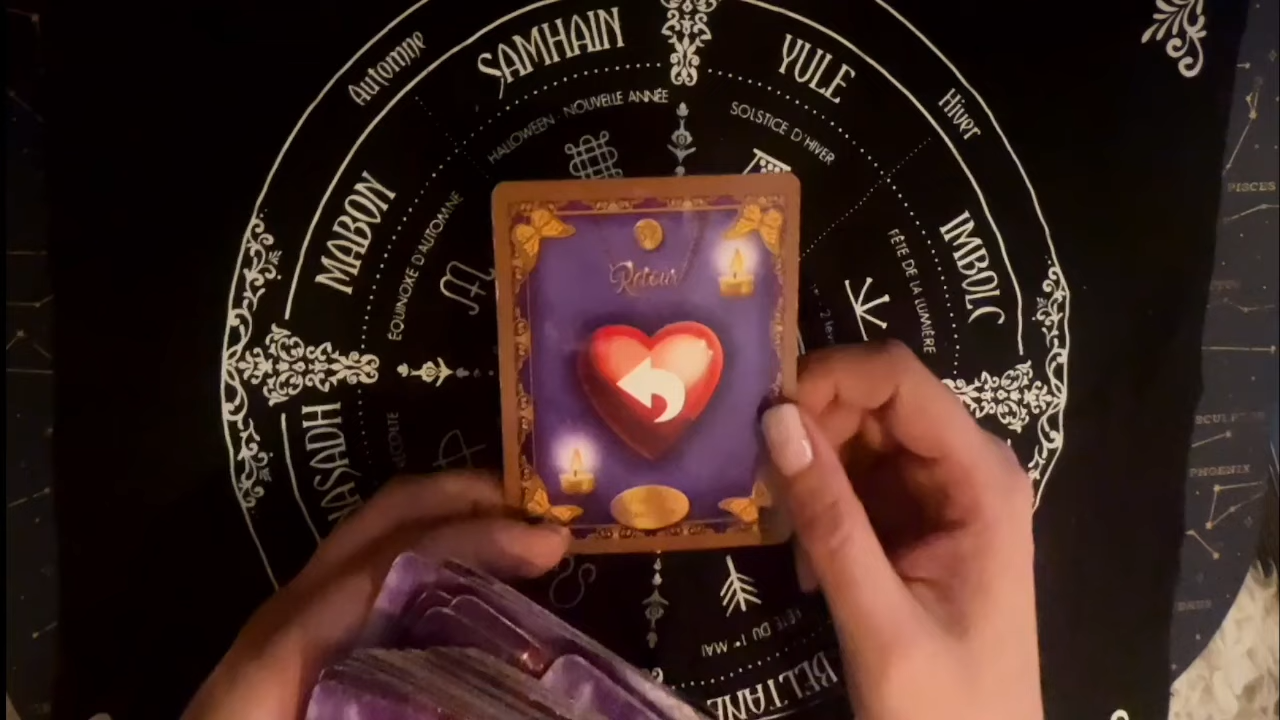 Automne
SAMHAIN
YULE
Hiver
HALLOWEEN · NOUVELLE ANNÉE
SOLSTICE D'HIVER
MABON
ÉQUINOXE D'AUTOMNE
IMBOLC
FÊTE DE LA LUMIÈRE
PISCES
Retour
PHOENIX
FÊTE DU 1er MAI
BELTANE